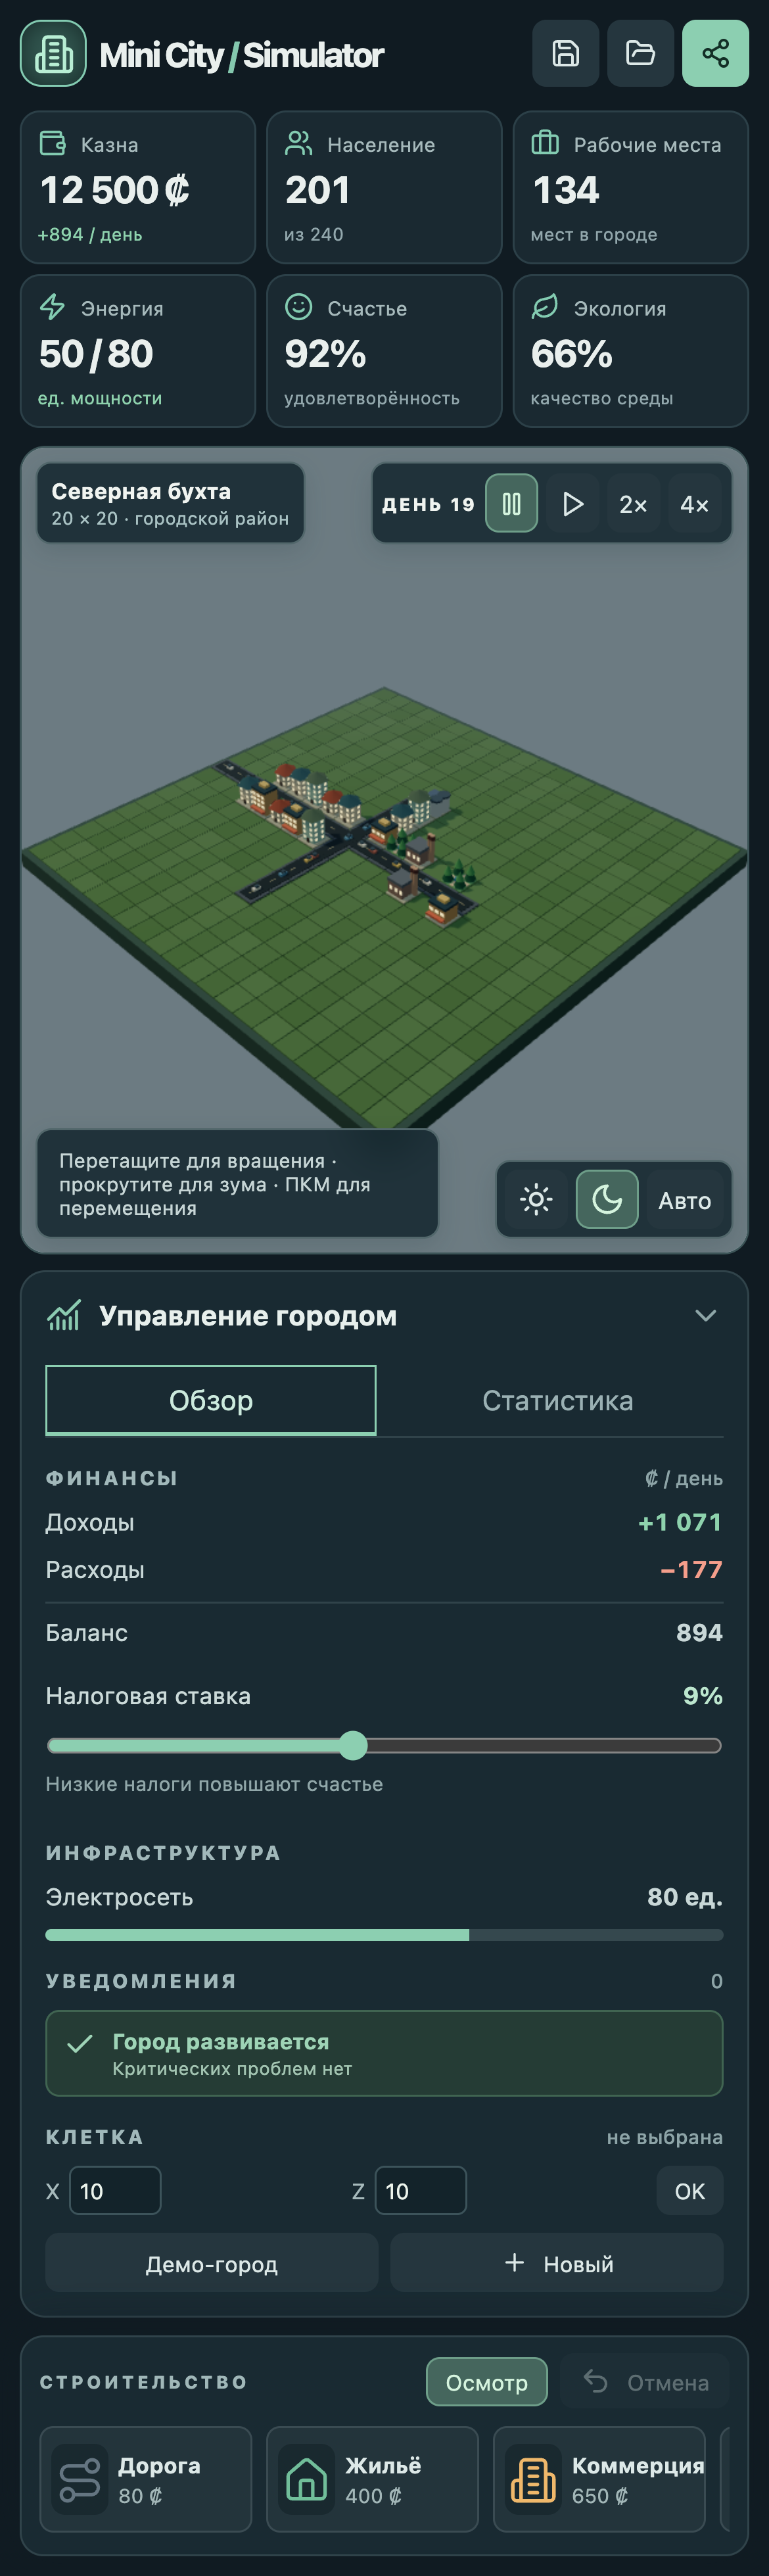 Mini City / Simulator
Казна
12 500 ₡
+894 / день
Население
201
из 240
Рабочие места
134
мест в городе
Энергия
50 / 80
ед. мощности
Счастье
92%
удовлетворённость
Экология
66%
качество среды
Северная бухта
20 × 20 · городской район
ДЕНЬ 19
2×
4×
Перетащите для вращения ·
прокрутите для зума · ПКМ для
перемещения
Авто
Управление городом
Обзор
Статистика
ФИНАНСЫ
₡ / день
Доходы
+1 071
Расходы
−177
Баланс
894
Налоговая ставка
9%
Низкие налоги повышают счастье
ИНФРАСТРУКТУРА
Электросеть
80 ед.
УВЕДОМЛЕНИЯ
0
Город развивается
Критических проблем нет
КЛЕТКА
не выбрана
X
10
Z
10
OK
Демо-город
Новый
СТРОИТЕЛЬСТВО
Осмотр
Отмена
Дорога
80 ₡
Жильё
400 ₡
Коммерция
650 ₡